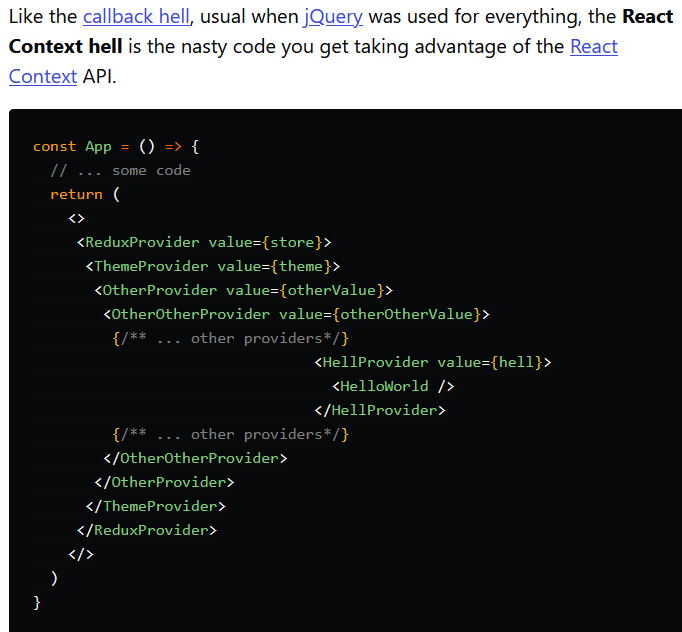 Like the callback hell, usual when jQuery was used for everything, the React
Context hell is the nasty code you get taking advantage of the React
Context API.
const App = () => {
  // ... some code
  return (
    <>
     <ReduxProvider value={store}>
      <ThemeProvider value={theme}>
       <OtherProvider value={otherValue}>
        <OtherOtherProvider value={otherOtherValue}>
         {/** ... other providers*/}
                                <HellProvider value={hell}>
                                  <HelloWorld />
                                </HellProvider>
         {/** ... other providers*/}
        </OtherOtherProvider>
       </OtherProvider>
      </ThemeProvider>
     </ReduxProvider>
    </>
  )
}